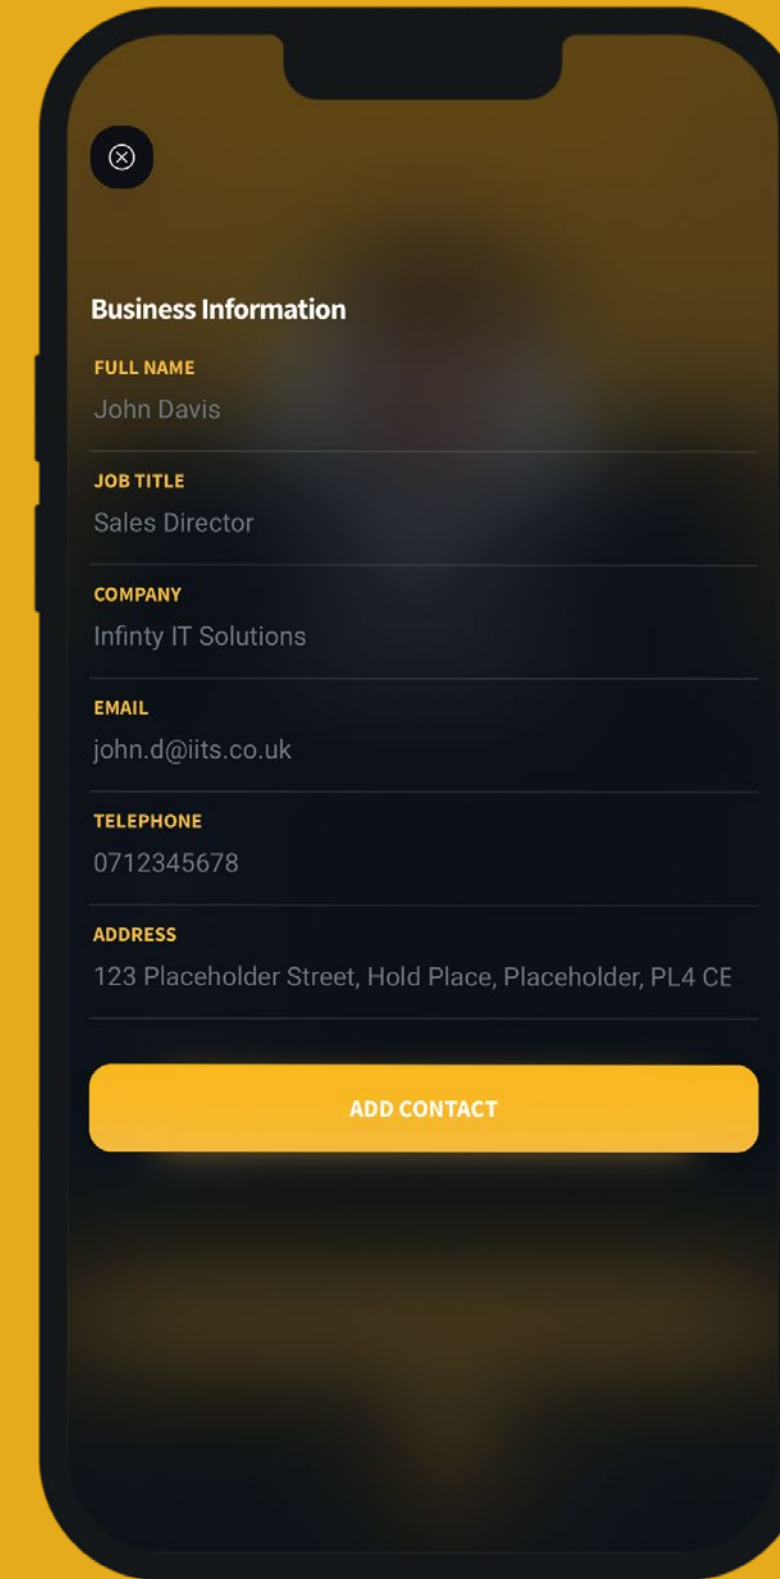 Business Information
FULL NAME
John Davis
JOB TITLE
Sales Director
COMPANY
Infinty IT Solutions
EMAIL
john.d@iits.co.uk
TELEPHONE
0712345678
ADDRESS
123 Placeholder Street, Hold Place, Placeholder, PL4 CE
ADD CONTACT